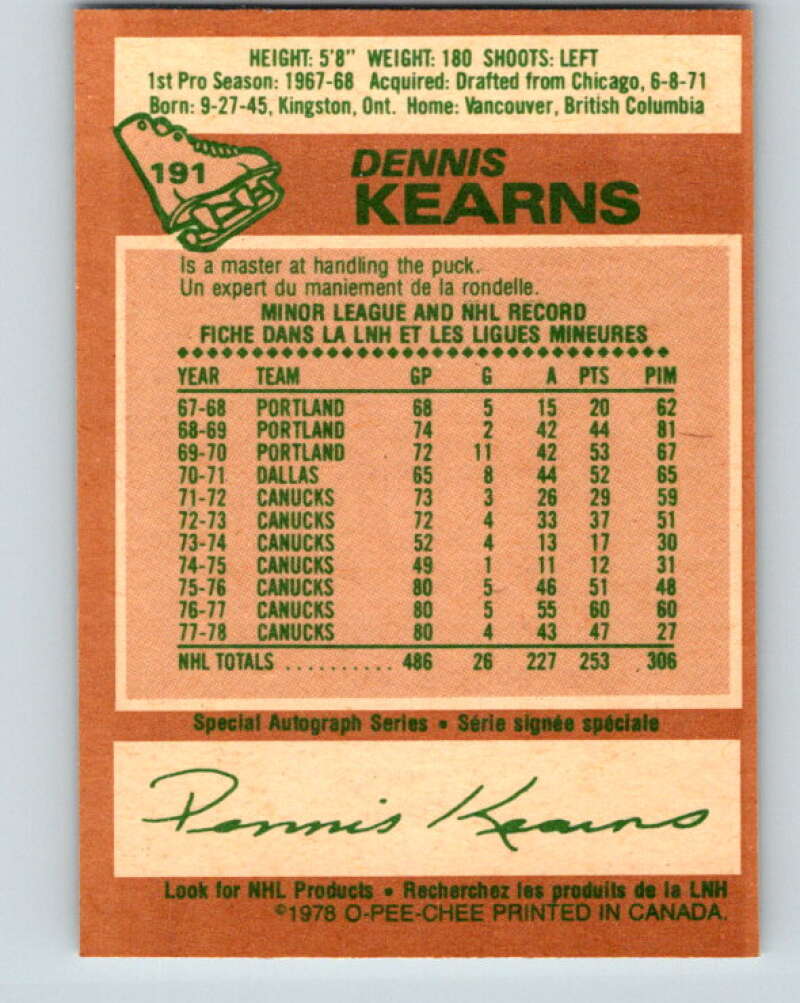 HEIGHT: 5'8" WEIGHT: 180 SHOOTS: LEFT
1st Pro Season: 1967-68 Acquired: Drafted from Chicago, 6-8-71
Born: 9-27-45, Kingston, Ont. Home: Vancouver, British Columbia
191
DENNIS
KEARNS
Is a master at handling the puck.
Un expert du maniement de la rondelle.
MINOR LEAGUE AND NHL RECORD
FICHE DANS LA LNH ET LES LIGUES MINEURES
YEAR TEAM GP G A PTS PIM
67-68 PORTLAND 68 5 15 20 62
68-69 PORTLAND 74 2 42 44 81
69-70 PORTLAND 72 11 42 53 67
70-71 DALLAS 65 8 44 52 65
71-72 CANUCKS 73 3 26 29 59
72-73 CANUCKS 72 4 33 37 51
73-74 CANUCKS 52 4 13 17 30
74-75 CANUCKS 49 1 11 12 31
75-76 CANUCKS 80 5 46 51 48
76-77 CANUCKS 80 5 55 60 60
77-78 CANUCKS 80 4 43 47 27
NHL TOTALS .......... 486 26 227 253 306
Special Autograph Series • Série signée spéciale
Dennis Kearns
Look for NHL Products • Recherchez les produits de la LNH
©1978 O-PEE-CHEE PRINTED IN CANADA.